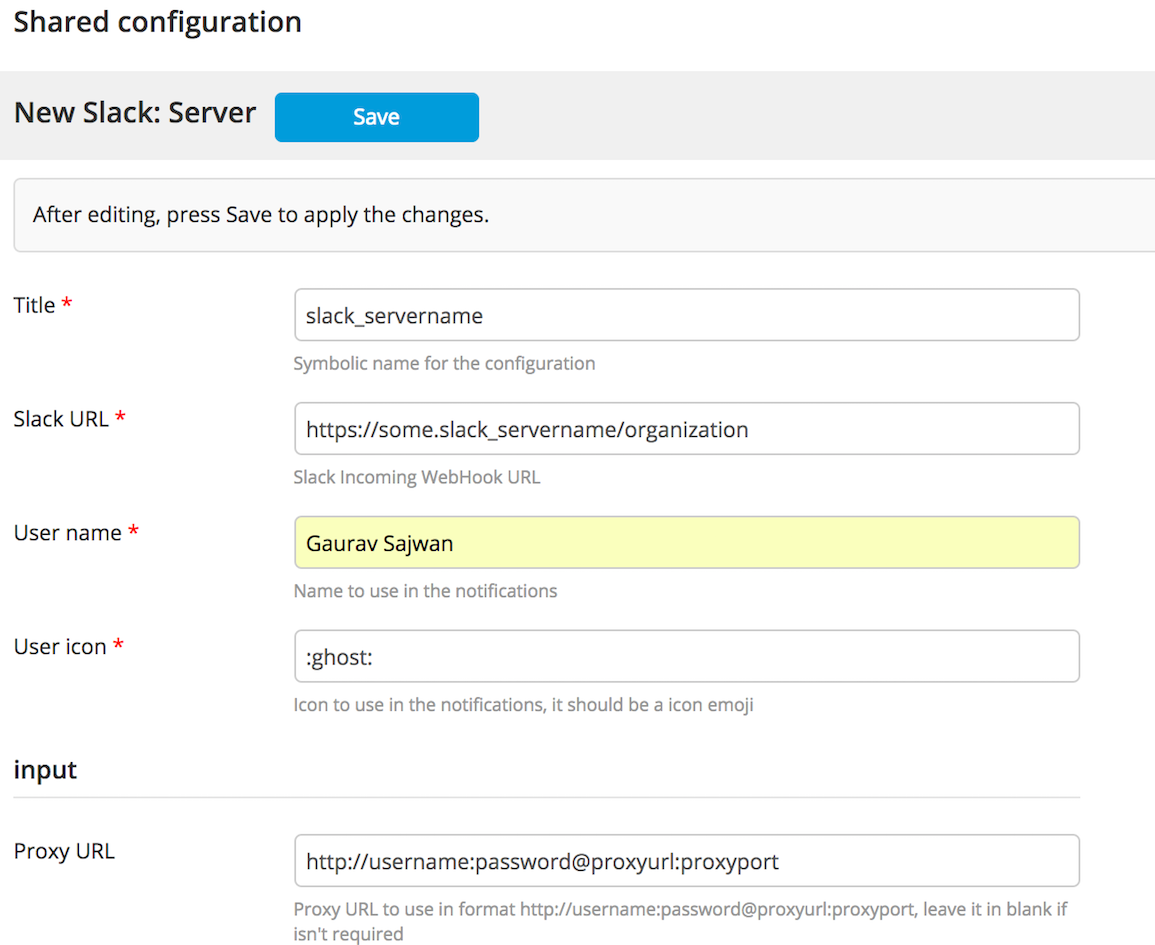 Shared configuration
New Slack: Server
Save
After editing, press Save to apply the changes.
Title *
slack_servername
Symbolic name for the configuration
Slack URL *
https://some.slack_servername/organization
Slack Incoming WebHook URL
User name *
Gaurav Sajwan
Name to use in the notifications
User icon *
:ghost:
Icon to use in the notifications, it should be a icon emoji
input
Proxy URL
http://username:password@proxyurl:proxyport
Proxy URL to use in format http://username:password@proxyurl:proxyport, leave it in blank if
isn't required